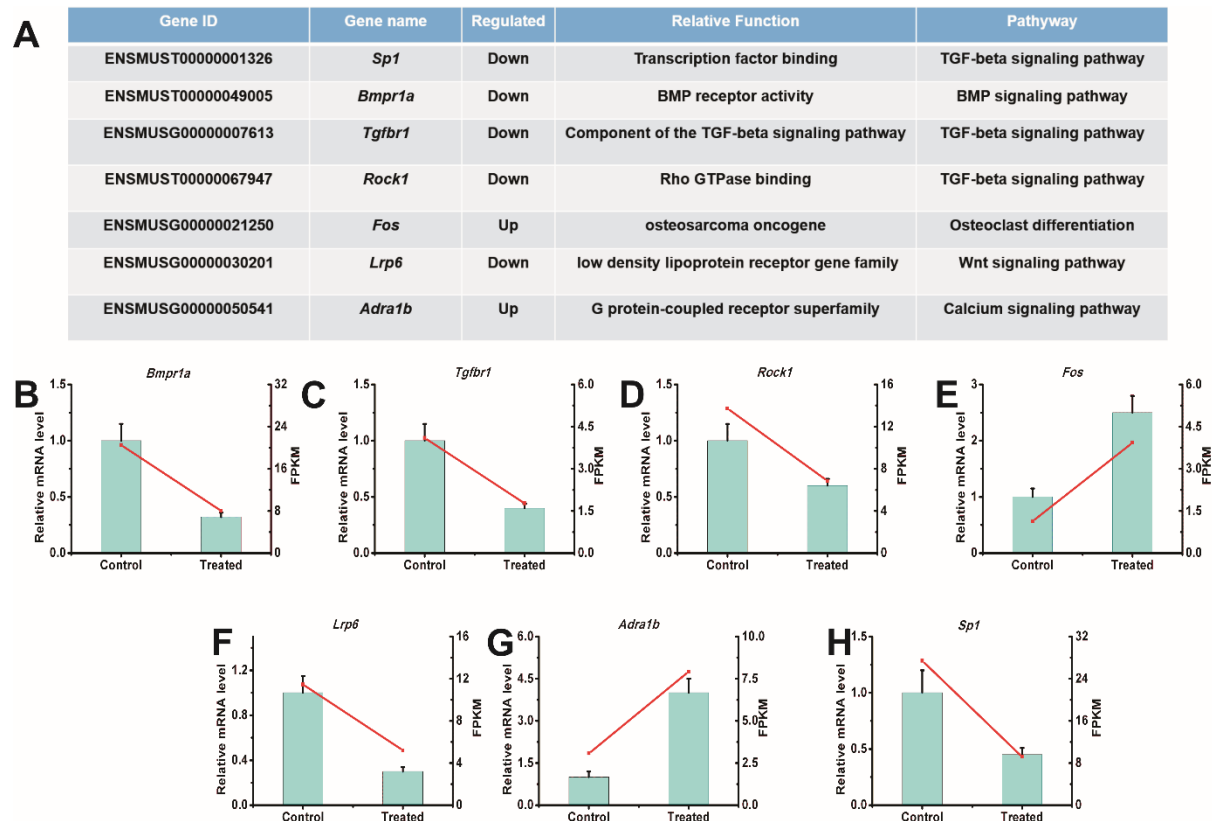 A
Gene ID Gene name Regulated Relative Function Pathyway
ENSMUST00000001326 Sp1 Down Transcription factor binding TGF-beta signaling pathway
ENSMUST00000049005 Bmpr1a Down BMP receptor activity BMP signaling pathway
ENSMUSG00000007613 Tgfbr1 Down Component of the TGF-beta signaling pathway TGF-beta signaling pathway
ENSMUST00000067947 Rock1 Down Rho GTPase binding TGF-beta signaling pathway
ENSMUSG00000021250 Fos Up osteosarcoma oncogene Osteoclast differentiation
ENSMUSG00000030201 Lrp6 Down low density lipoprotein receptor gene family Wnt signaling pathway
ENSMUSG00000050541 Adra1b Up G protein-coupled receptor superfamily Calcium signaling pathway
B
Bmpr1a
Relative mRNA level
1.5
1.0
0.5
0.0
32
24
16
8
0
FPKM
Control Treated
C
Tgfbr1
Relative mRNA level
1.5
1.0
0.5
0.0
6.0
4.5
3.0
1.5
0.0
FPKM
Control Treated
D
Rock1
Relative mRNA level
1.5
1.0
0.5
0.0
16
12
8
4
0
FPKM
Control Treated
E
Fos
Relative mRNA level
3
2
1
0
6.0
4.5
3.0
1.5
0.0
FPKM
Control Treated
F
Lrp6
Relative mRNA level
1.2
0.8
0.4
0.0
16
12
8
4
0
FPKM
Control Treated
G
Adra1b
Relative mRNA level
6.0
4.5
3.0
1.5
0.0
10.0
7.5
5.0
2.5
0.0
FPKM
Control Treated
H
Sp1
Relative mRNA level
1.5
1.0
0.5
0.0
32
24
16
8
0
FPKM
Control Treated